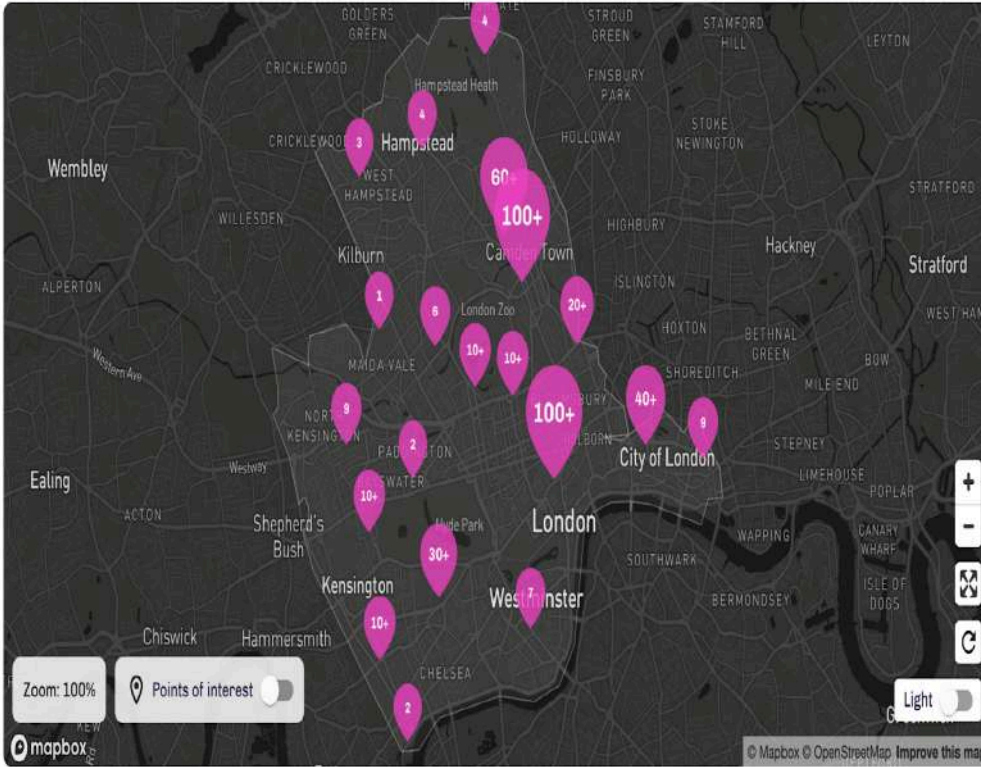 GOLDERS
GREEN
4
STROUD
GREEN
STAMFORD
HILL
LEYTON
CRICKLEWOOD
Hampstead Heath
FINSBURY
PARK
4
CRICKLEWOOD
3
Hampstead
HOLLOWAY
STOKE
NEWINGTON
Wembley
WEST
HAMPSTEAD
60+
STRATFORD
WILLESDEN
100+
HIGHBURY
Kilburn
Camden Town
Hackney
Stratford
ALPERTON
1
6
London Zoo
20+
ISLINGTON
WEST HAM
HOXTON
BETHNAL
GREEN
Western Ave
MAIDA VALE
10+
10+
SHOREDITCH
BOW
MILE END
9
NORTH
KENSINGTON
100+
40+
9
2
STEPNEY
HOLBORN
City of London
Westway
LIMEHOUSE
Ealing
10+
POPLAR
+
ACTON
Shepherd's
Bush
Hyde Park
London
WAPPING
CANARY
WHARF
−
30+
SOUTHWARK
Kensington
7
Westminster
BERMONDSEY
ISLE OF
DOGS
10+
Chiswick
Hammersmith
CHELSEA
Zoom: 100%
Points of interest
2
Light
KEW
mapbox
Rd
© Mapbox © OpenStreetMap Improve this map